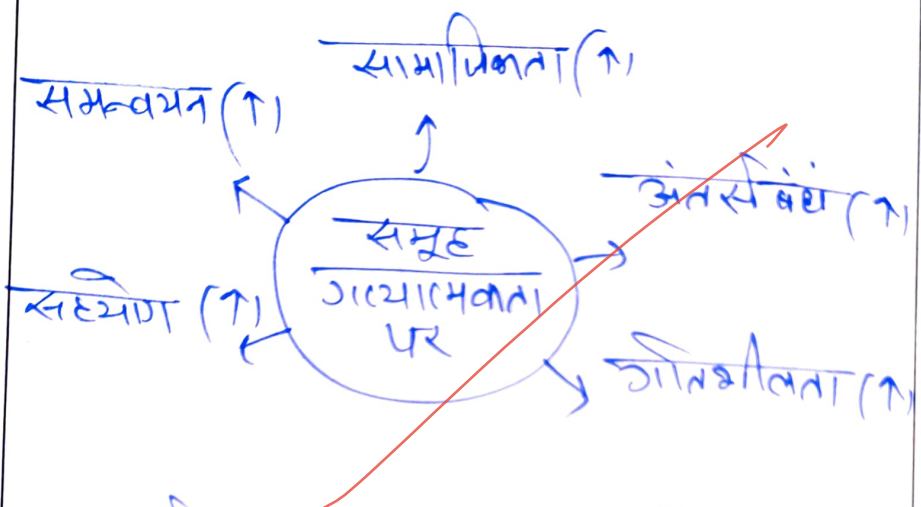 सामाजिकता (↑)
समन्वयन (↑)
अंतर्संबंध (↑)
समूह
गत्यात्मकता
पर
सहयोग (↑)
गतिशीलता (↑)